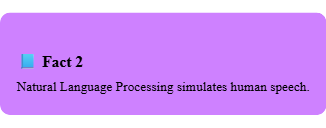 📘 Fact 2
Natural Language Processing simulates human speech.